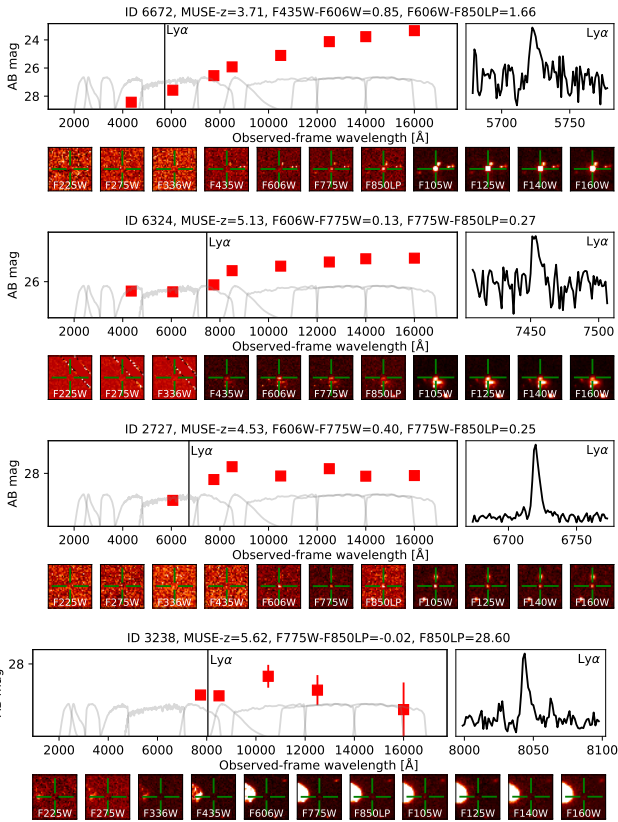 ID 6672, MUSE-z=3.71, F435W-F606W=0.85, F606W-F850LP=1.66
AB mag
24
26
28
Lyα
Lyα
2000 4000 6000 8000 10000 12000 14000 16000
5700 5750
Observed-frame wavelength [Å]
F225W F275W F336W F435W F606W F775W F850LP F105W F125W F140W F160W
ID 6324, MUSE-z=5.13, F606W-F775W=0.13, F775W-F850LP=0.27
AB mag
26
Lyα
Lyα
2000 4000 6000 8000 10000 12000 14000 16000
7450 7500
Observed-frame wavelength [Å]
F225W F275W F336W F435W F606W F775W F850LP F105W F125W F140W F160W
ID 2727, MUSE-z=4.53, F606W-F775W=0.40, F775W-F850LP=0.25
AB mag
28
Lyα
Lyα
2000 4000 6000 8000 10000 12000 14000 16000
6700 6750
Observed-frame wavelength [Å]
F225W F275W F336W F435W F606W F775W F850LP F105W F125W F140W F160W
ID 3238, MUSE-z=5.62, F775W-F850LP=-0.02, F850LP=28.60
mag
28
Lyα
Lyα
2000 4000 6000 8000 10000 12000 14000 16000
8000 8050 8100
Observed-frame wavelength [Å]
F225W F275W F336W F435W F606W F775W F850LP F105W F125W F140W F160W